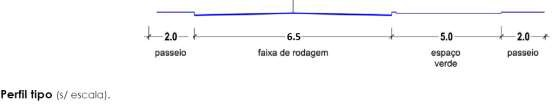 2.0 6.5 5.0 2.0
passeio faixa de rodagem espaço passeio
verde
Perfil tipo (s/ escala).